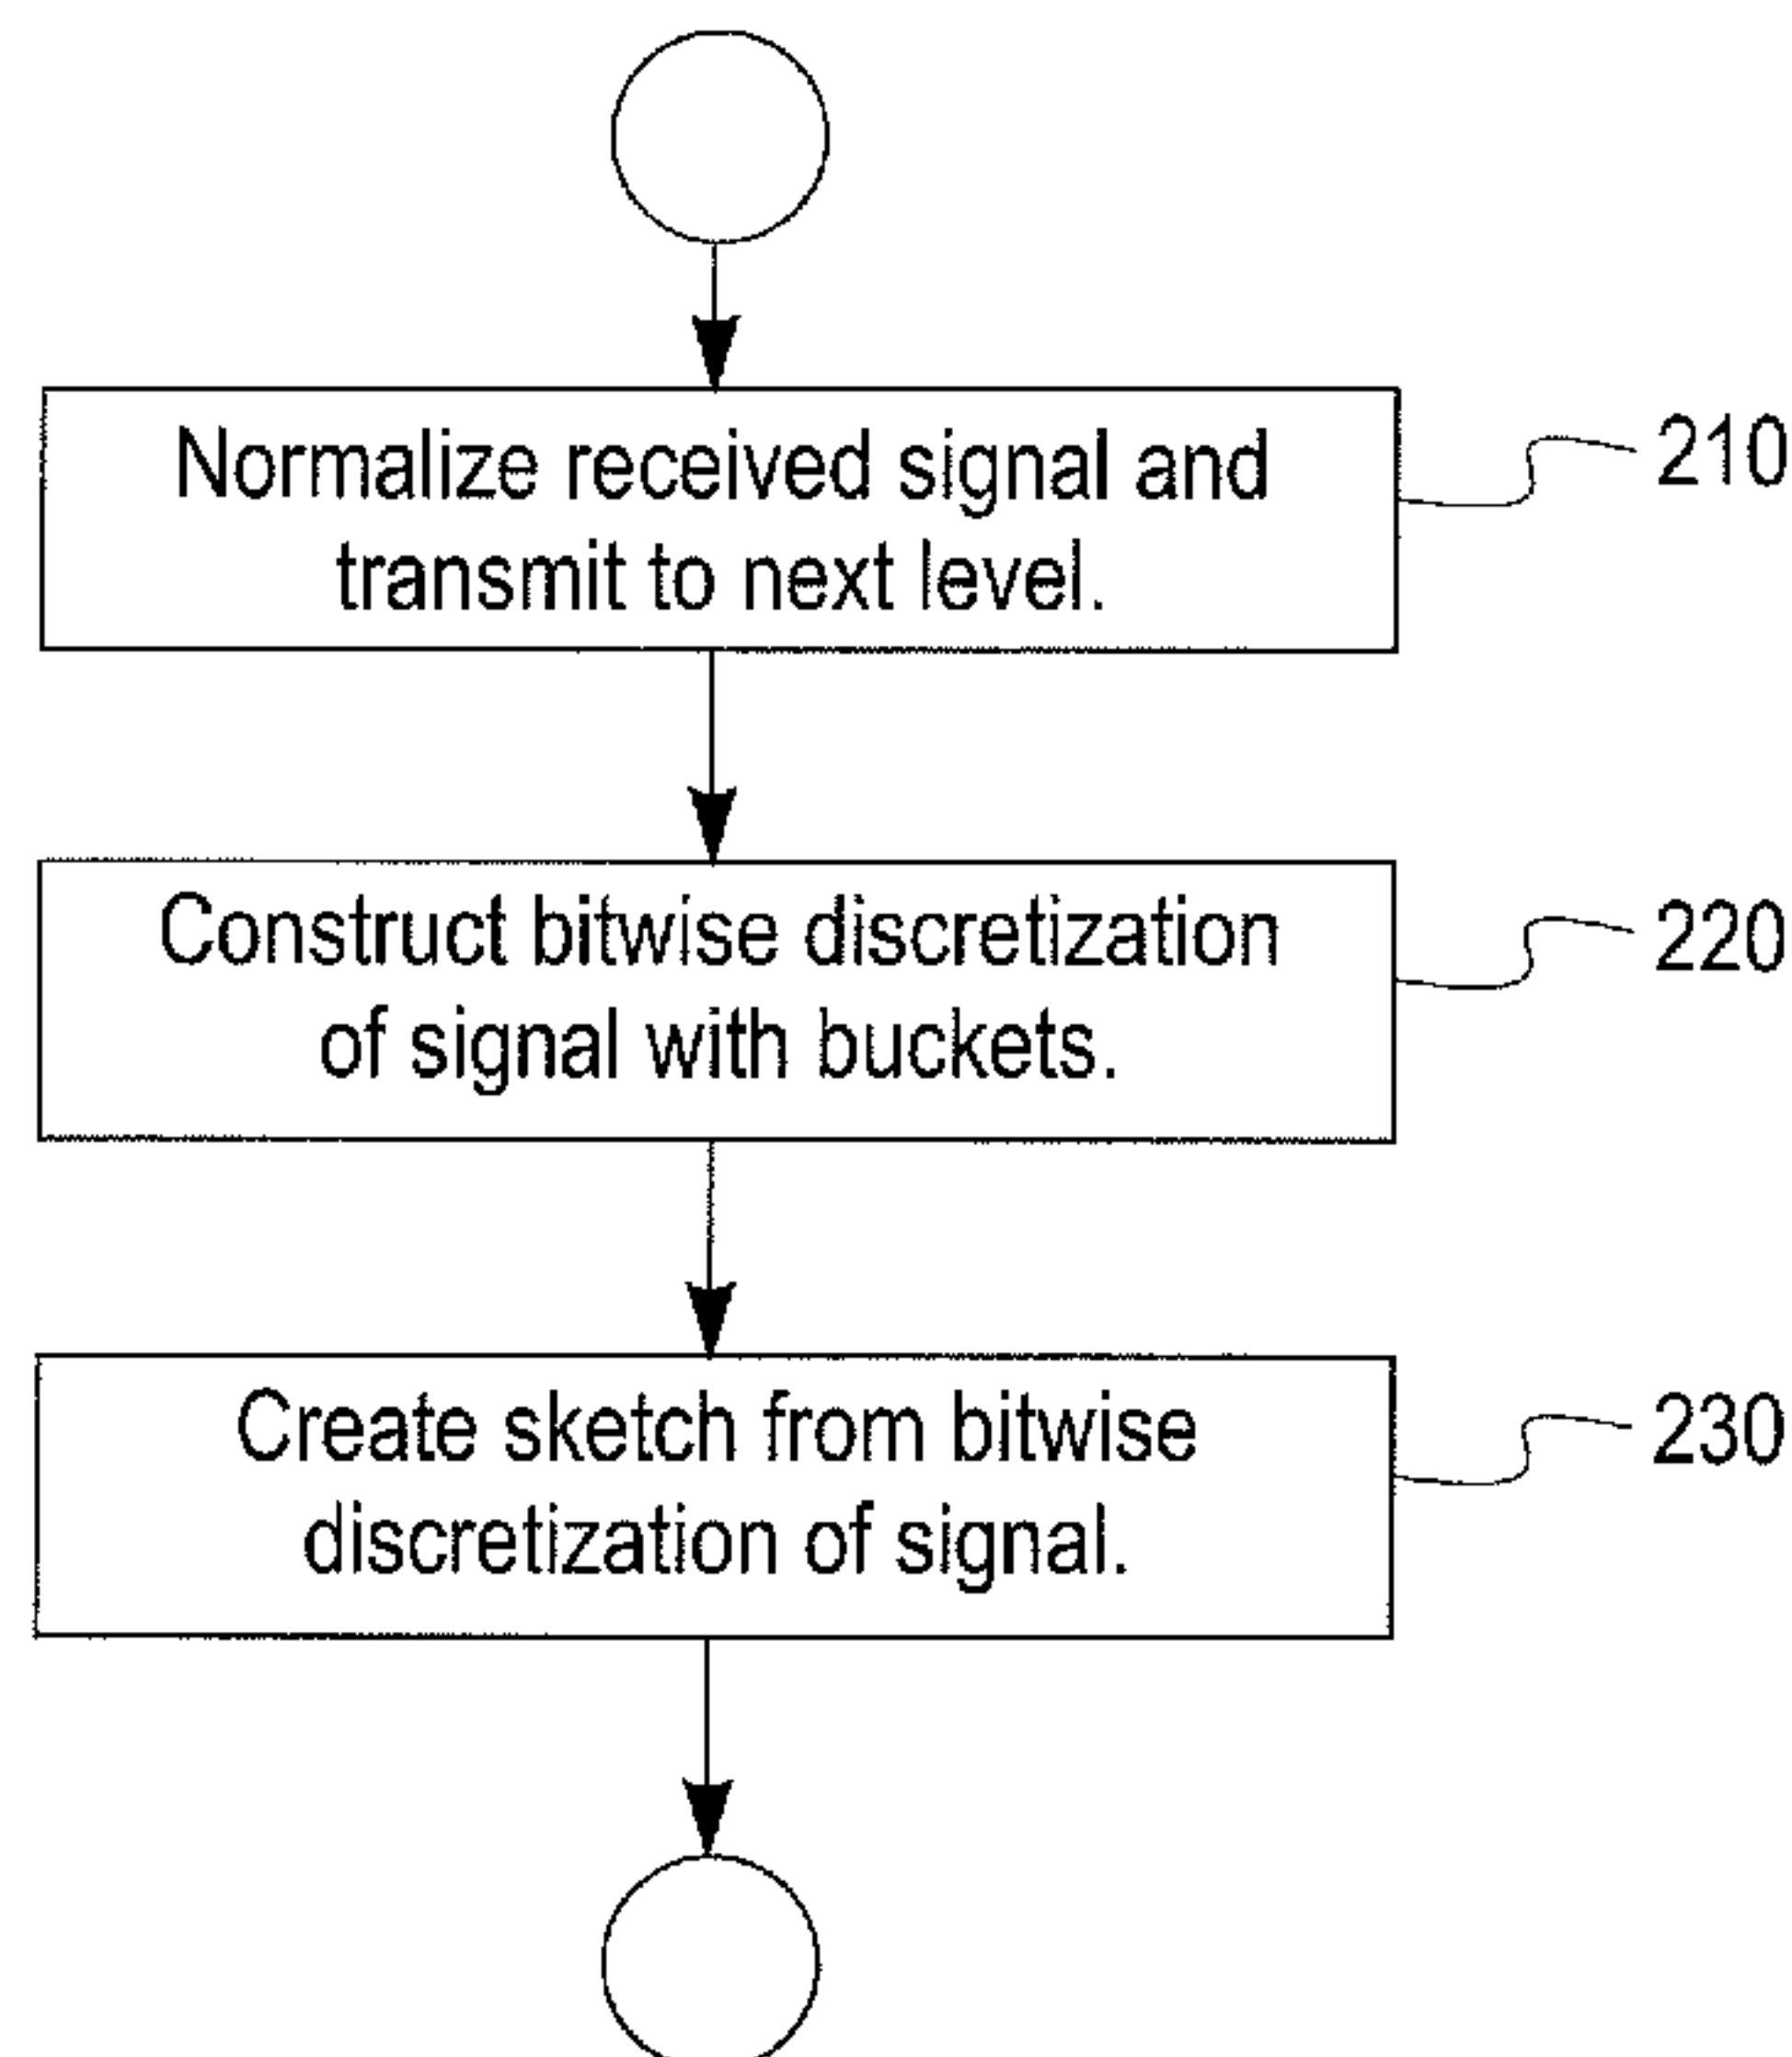 Normalize received signal and
transmit to next level.
210
Construct bitwise discretization
of signal with buckets.
220
Create sketch from bitwise
discretization of signal.
230